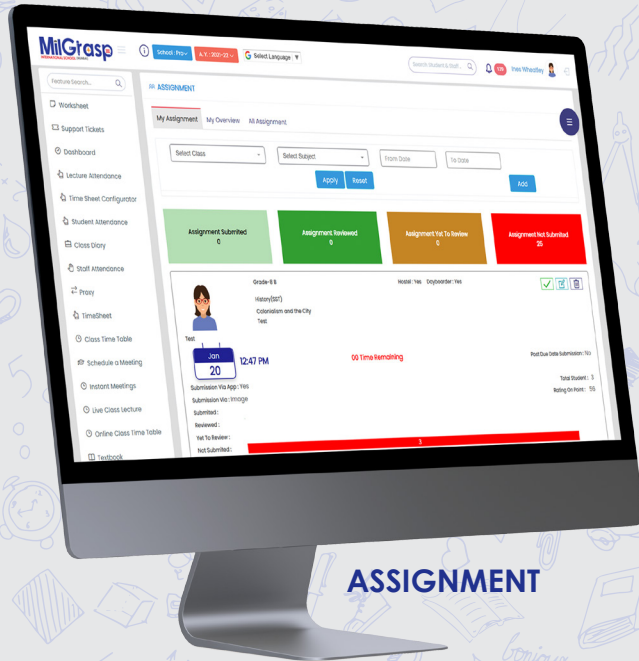 MilGrasp
School : Pro
A.Y. : 2021-22
G Select Language ▼
Search Student & Staff..
Ines Wheatley
Feature Search..
ASSIGNMENT
Worksheet
Support Tickets
Dashboard
Lecture Attendance
Time Sheet Configurator
Student Attendance
Class Diary
Staff Attendance
Proxy
TimeSheet
Class Time Table
Schedule a Meeting
Instant Meetings
Live Class Lecture
Online Class Time Table
Textbook
My Assignment
My Overview
All Assignment
Select Class
Select Subject
From Date
To Date
Apply
Reset
Add
Assignment Submited
0
Assignment Reviewed
0
Assignment Yet To Review
0
Assignment Not Submited
25
Grade-6 B
Hostel : Yes Dayboarder : Yes
History(SST)
Colonialism and the City
Test
Test
Jan
20
12:47 PM
00 Time Remaining
Post Due Date Submission : No
Submission Via App : Yes
Total Student : 3
Submission Via : Image
Rating On Point :
Submited :
Reviewed :
Yet To Review :
Not Submited :
3
ASSIGNMENT